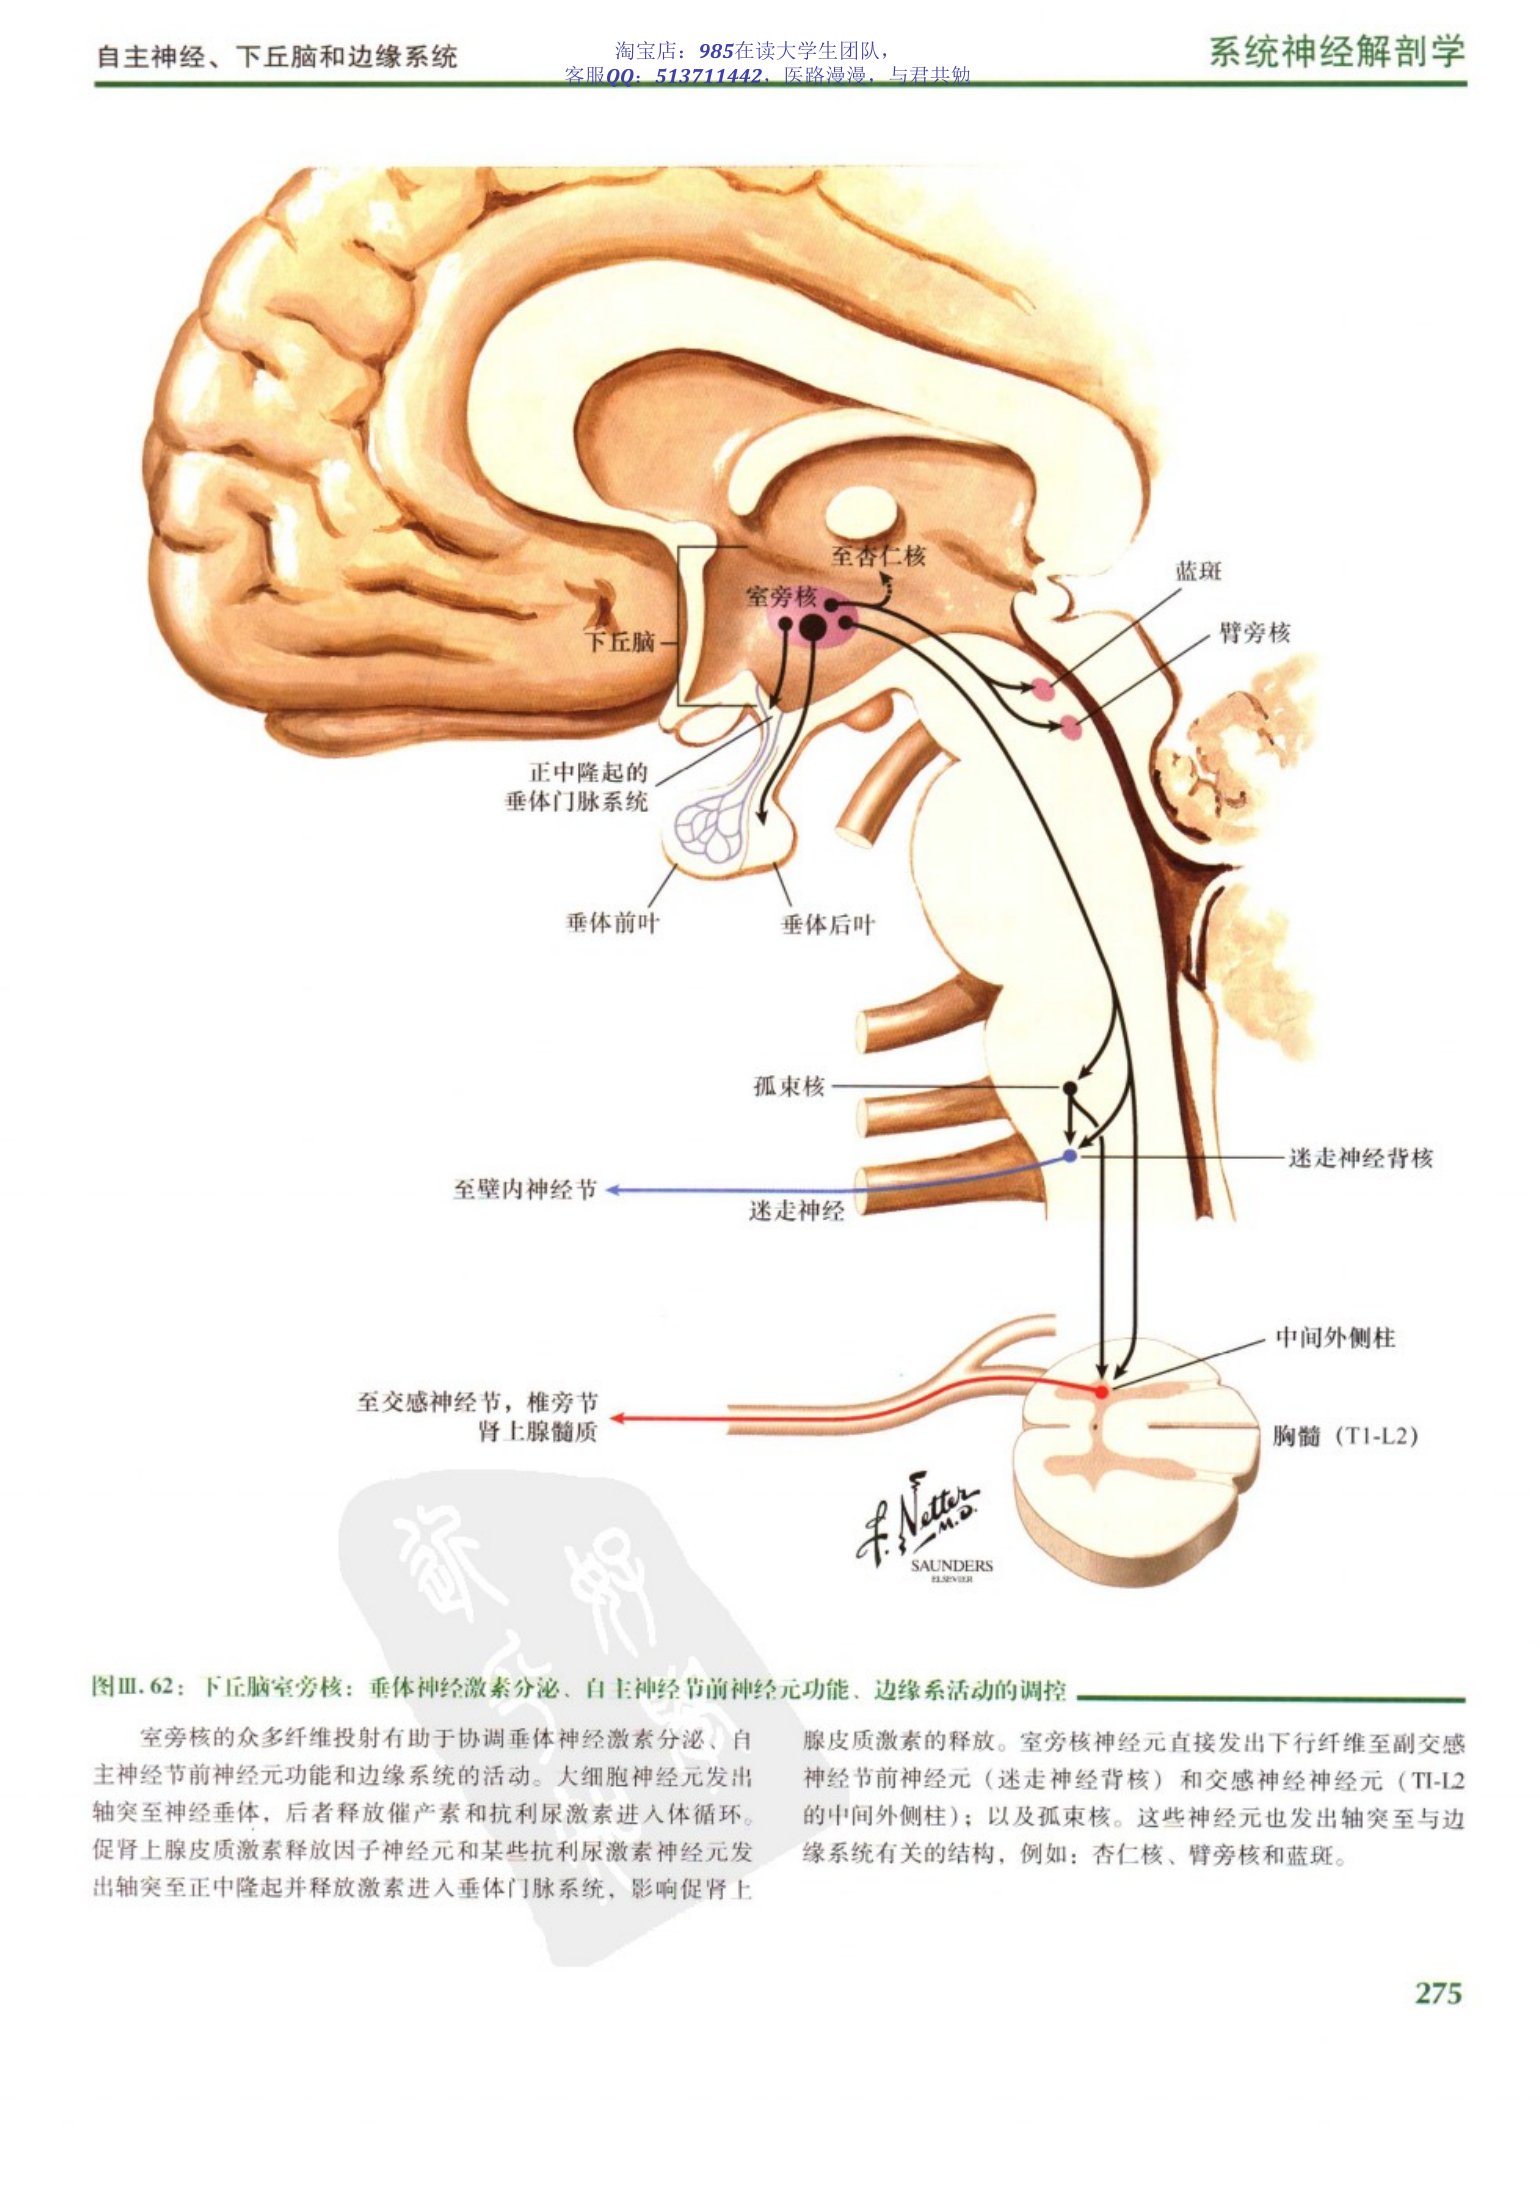 自主神经、下丘脑和边缘系统
淘宝店：985在读大学生团队，
客服QQ：513711442，医路漫漫，与君共勉
系统神经解剖学
至杏仁核
室旁核
蓝斑
臂旁核
下丘脑
正中隆起的
垂体门脉系统
垂体前叶
垂体后叶
孤束核
迷走神经背核
至壁内神经节
迷走神经
中间外侧柱
至交感神经节，椎旁节
肾上腺髓质
胸髓（T1-L2）
F. Netter
M.D.
SAUNDERS
ELSEVIER
图Ⅲ.62：下丘脑室旁核：垂体神经激素分泌、自主神经节前神经元功能、边缘系活动的调控
室旁核的众多纤维投射有助于协调垂体神经激素分泌、自
主神经节前神经元功能和边缘系统的活动。大细胞神经元发出
轴突至神经垂体，后者释放催产素和抗利尿激素进入体循环。
促肾上腺皮质激素释放因子神经元和某些抗利尿激素神经元发
出轴突至正中隆起并释放激素进入垂体门脉系统，影响促肾上
腺皮质激素的释放。室旁核神经元直接发出下行纤维至副交感
神经节前神经元（迷走神经背核）和交感神经神经元（TI-L2
的中间外侧柱）；以及孤束核。这些神经元也发出轴突至与边
缘系统有关的结构，例如：杏仁核、臂旁核和蓝斑。
275